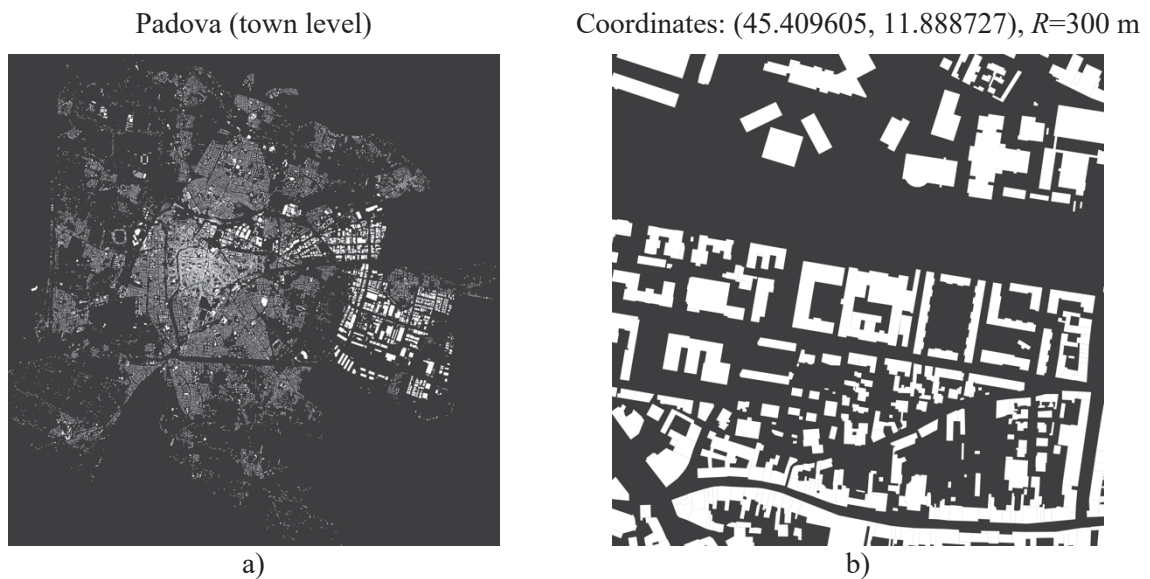 Padova (town level)
Coordinates: (45.409605, 11.888727), R=300 m
a)
b)